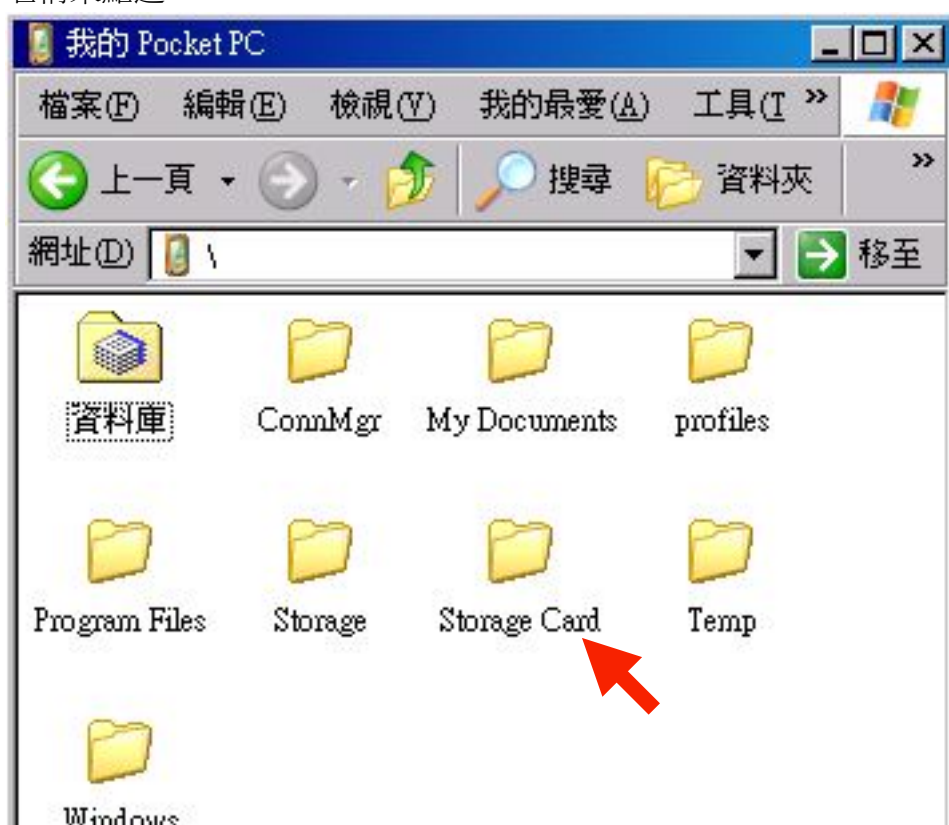 我的 Pocket PC
檔案(F) 編輯(E) 檢視(V) 我的最愛(A) 工具(T »
上一頁 搜尋 資料夾 »
網址(D) \ 移至
資料庫 ConnMgr My Documents profiles
Program Files Storage Storage Card Temp
Windows